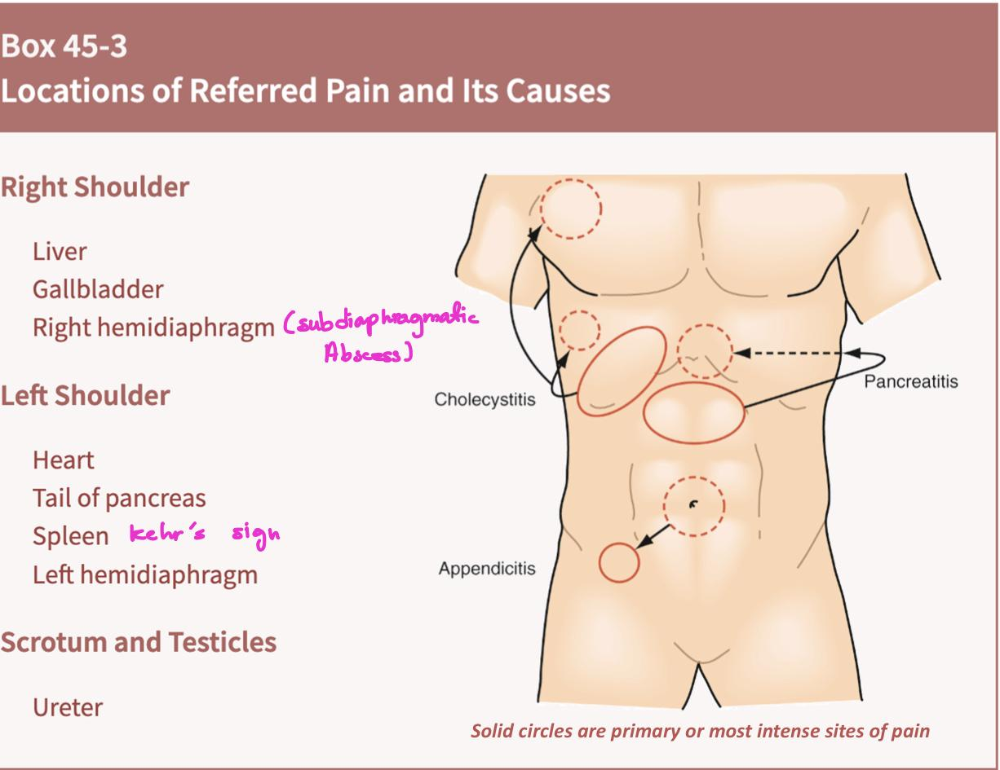 Box 45-3
Locations of Referred Pain and Its Causes
Right Shoulder
Liver
Gallbladder
Right hemidiaphragm (subdiaphragmatic
Abscess)
Left Shoulder
Heart
Tail of pancreas
Spleen kehr's sign
Left hemidiaphragm
Scrotum and Testicles
Ureter
Cholecystitis
Pancreatitis
Appendicitis
Solid circles are primary or most intense sites of pain